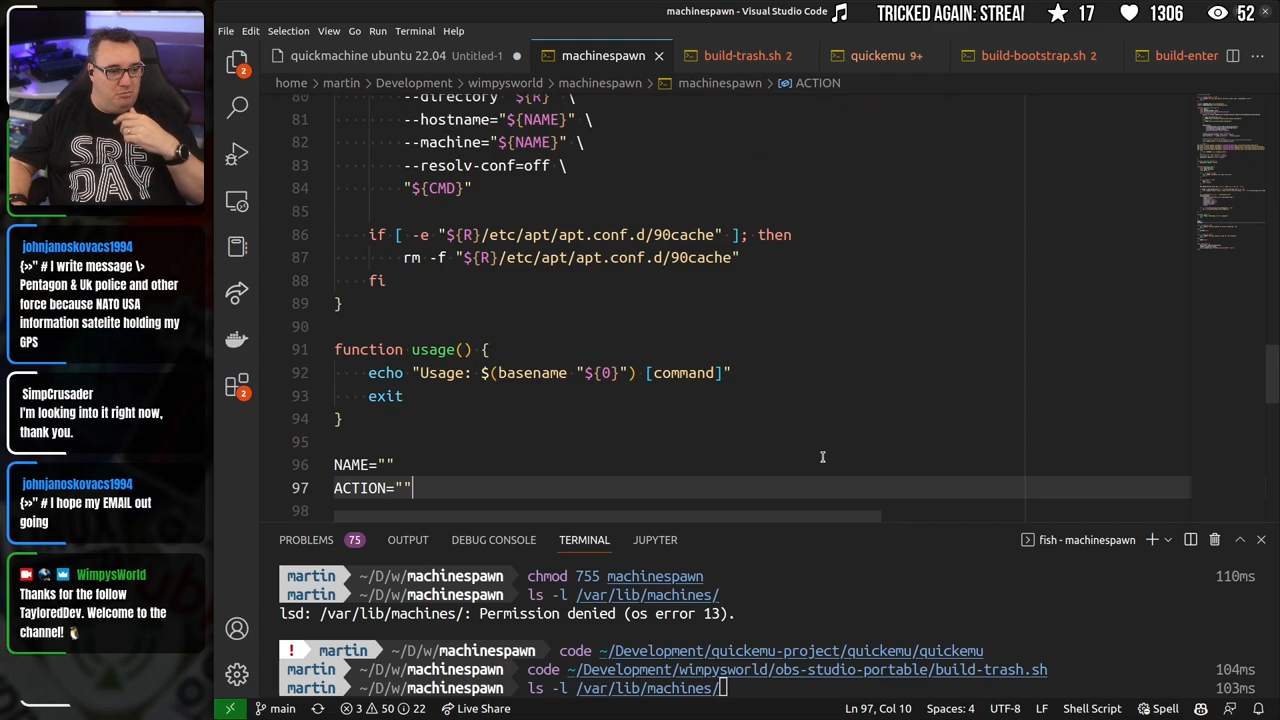 machinespawn - Visual Studio Code
TRICKED AGAIN: STREAI
17
1306
52
File Edit Selection View Go Run Terminal Help
quickmachine ubuntu 22.04 Untitled-1
machinespawn
build-trash.sh 2
quickemu 9+
build-bootstrap.sh 2
build-enter
home > martin > Development > wimpysworld > machinespawn > machinespawn > ACTION
81 --hostname="${NAME}" \
82 --machine="${NAME}" \
83 --resolv-conf=off \
84 "${CMD}"
85
86 if [ -e "${R}/etc/apt/apt.conf.d/90cache" ]; then
87 rm -f "${R}/etc/apt/apt.conf.d/90cache"
88 fi
89 }
90
91 function usage() {
92 echo "Usage: $(basename "${0}") [command]"
93 exit
94 }
95
96 NAME=""
97 ACTION=""
98
PROBLEMS 75 OUTPUT DEBUG CONSOLE TERMINAL JUPYTER
fish - machinespawn
martin ~/D/w/machinespawn chmod 755 machinespawn 110ms
martin ~/D/w/machinespawn ls -l /var/lib/machines/
lsd: /var/lib/machines/: Permission denied (os error 13).
! martin ~/D/w/machinespawn code ~/Development/quickemu-project/quickemu/quickemu
martin ~/D/w/machinespawn code ~/Development/wimpysworld/obs-studio-portable/build-trash.sh 104ms
martin ~/D/w/machinespawn ls -l /var/lib/machines/ 103ms
main 3 50 22 Live Share
Ln 97, Col 10 Spaces: 4 UTF-8 LF Shell Script Spell
2
2
SRE
DAY
johnjanoskovacs1994
{»" # I write message \>
Pentagon & Uk police and other
force because NATO USA
information satelite holding my
GPS
SimpCrusader
I'm looking into it right now,
thank you.
johnjanoskovacs1994
{»" # I hope my EMAIL out
going
WimpysWorld
Thanks for the follow
TayloredDev. Welcome to the
channel!